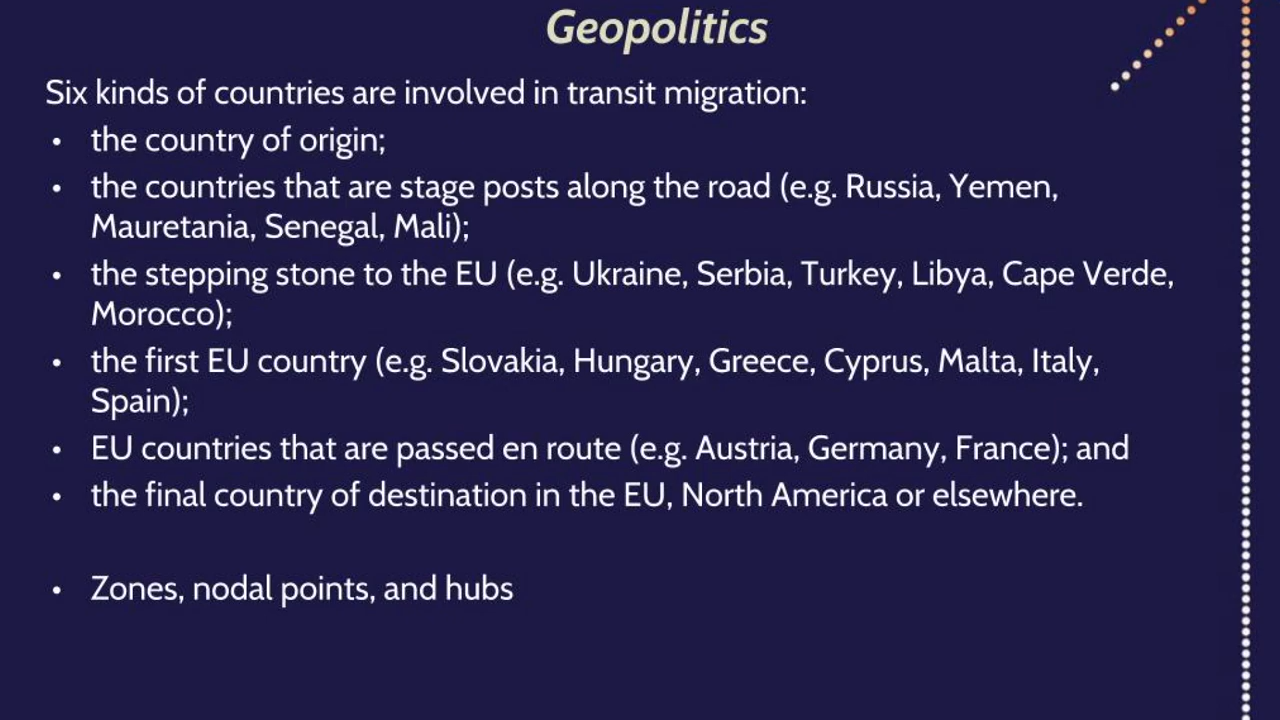 Geopolitics
Six kinds of countries are involved in transit migration:
• the country of origin;
• the countries that are stage posts along the road (e.g. Russia, Yemen,
Mauretania, Senegal, Mali);
• the stepping stone to the EU (e.g. Ukraine, Serbia, Turkey, Libya, Cape Verde,
Morocco);
• the first EU country (e.g. Slovakia, Hungary, Greece, Cyprus, Malta, Italy,
Spain);
• EU countries that are passed en route (e.g. Austria, Germany, France); and
• the final country of destination in the EU, North America or elsewhere.
• Zones, nodal points, and hubs